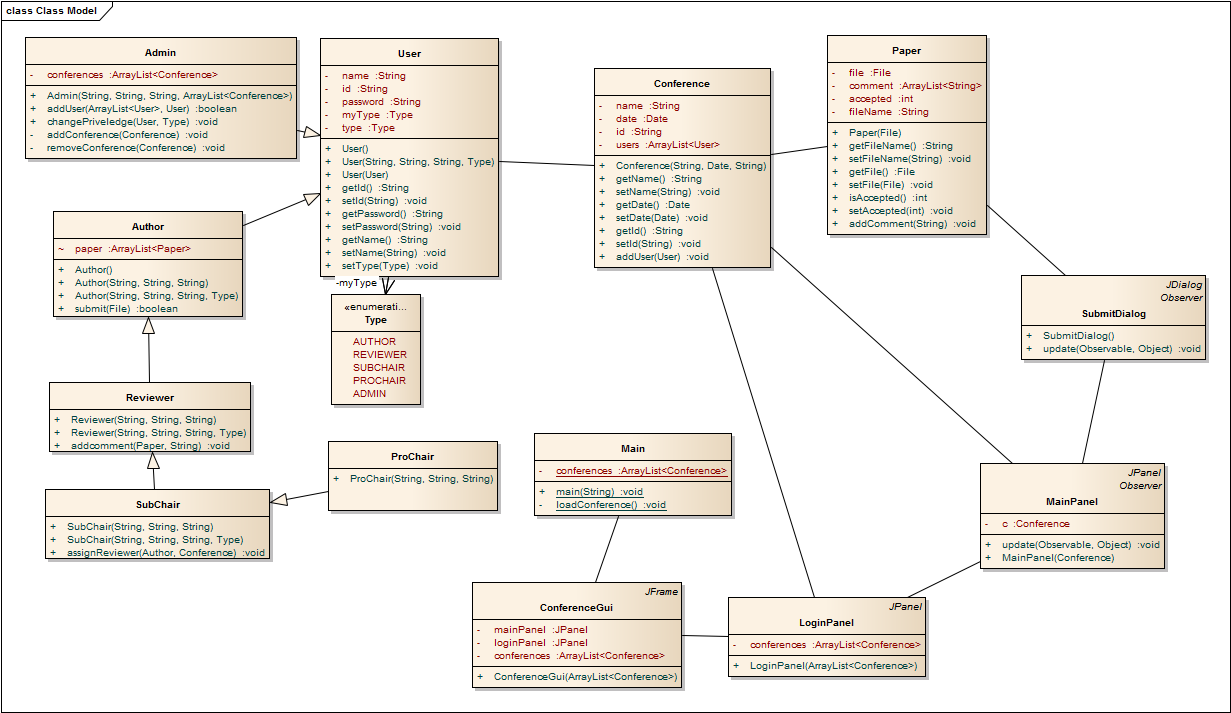 class Class Model
Admin
- conferences :ArrayList<Conference>
+ Admin(String, String, String, ArrayList<Conference>)
+ addUser(ArrayList<User>, User) :boolean
+ changePriveledge(User, Type) :void
- addConference(Conference) :void
- removeConference(Conference) :void
User
- name :String
- id :String
- password :String
- myType :Type
- type :Type
+ User()
+ User(String, String, String, Type)
+ User(User)
+ getId() :String
+ setId(String) :void
+ getPassword() :String
+ setPassword(String) :void
+ getName() :String
+ setName(String) :void
+ setType(Type) :void
Conference
- name :String
- date :Date
- id :String
- users :ArrayList<User>
+ Conference(String, Date, String)
+ getName() :String
+ setName(String) :void
+ getDate() :Date
+ setDate(Date) :void
+ getId() :String
+ setId(String) :void
+ addUser(User) :void
Paper
- file :File
- comment :ArrayList<String>
- accepted :int
- fileName :String
+ Paper(File)
+ getFileName() :String
+ setFileName(String) :void
+ getFile() :File
+ setFile(File) :void
+ isAccepted() :int
+ setAccepted(int) :void
+ addComment(String) :void
Author
~ paper :ArrayList<Paper>
+ Author()
+ Author(String, String, String)
+ Author(String, String, String, Type)
+ submit(File) :boolean
-myType
«enumerati...
Type
AUTHOR
REVIEWER
SUBCHAIR
PROCHAIR
ADMIN
JDialog
Observer
SubmitDialog
+ SubmitDialog()
+ update(Observable, Object) :void
Reviewer
+ Reviewer(String, String, String)
+ Reviewer(String, String, String, Type)
+ addcomment(Paper, String) :void
ProChair
+ ProChair(String, String, String)
Main
- conferences :ArrayList<Conference>
+ main(String) :void
- loadConference() :void
JPanel
Observer
MainPanel
- c :Conference
+ update(Observable, Object) :void
+ MainPanel(Conference)
SubChair
+ SubChair(String, String, String)
+ SubChair(String, String, String, Type)
+ assignReviewer(Author, Conference) :void
JFrame
ConferenceGui
- mainPanel :JPanel
- loginPanel :JPanel
- conferences :ArrayList<Conference>
+ ConferenceGui(ArrayList<Conference>)
JPanel
LoginPanel
- conferences :ArrayList<Conference>
+ LoginPanel(ArrayList<Conference>)